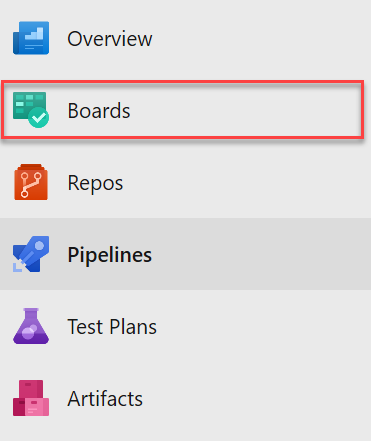 Overview
Boards
Repos
Pipelines
Test Plans
Artifacts